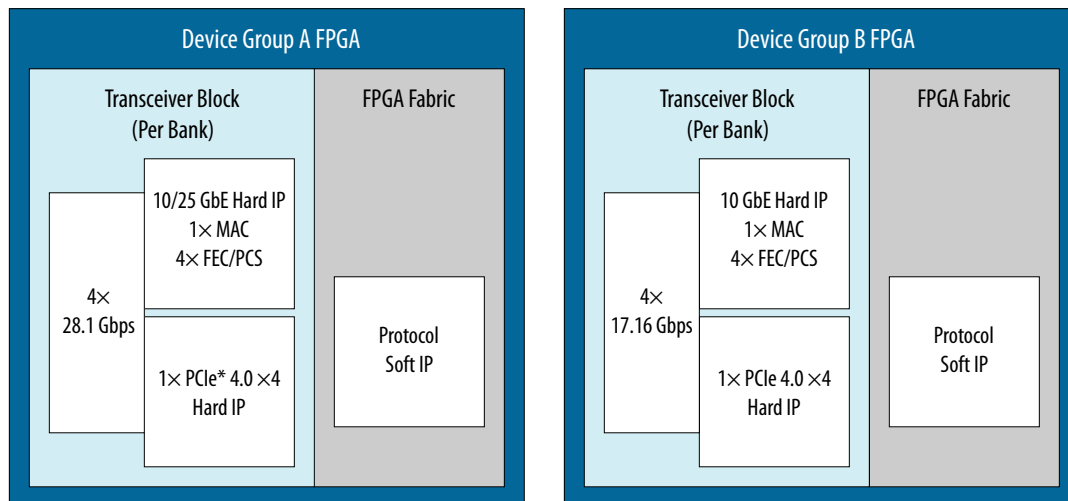 Device Group A FPGA
Transceiver Block
(Per Bank)
FPGA Fabric
10/25 GbE Hard IP
1× MAC
4× FEC/PCS
4×
28.1 Gbps
1× PCIe* 4.0 ×4
Hard IP
Protocol
Soft IP
Device Group B FPGA
Transceiver Block
(Per Bank)
FPGA Fabric
10 GbE Hard IP
1× MAC
4× FEC/PCS
4×
17.16 Gbps
1× PCIe 4.0 ×4
Hard IP
Protocol
Soft IP